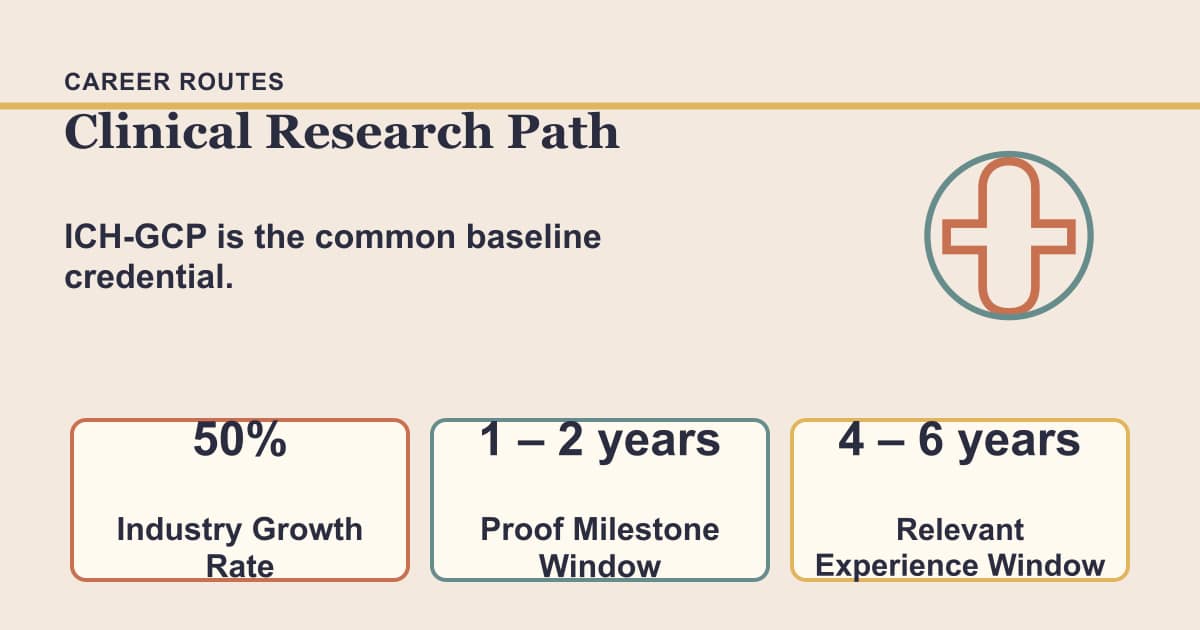 CAREER ROUTES
Clinical Research Path
ICH-GCP is the common baseline
credential.
50%
Industry Growth
Rate
1 – 2 years
Proof Milestone
Window
4 – 6 years
Relevant
Experience Window